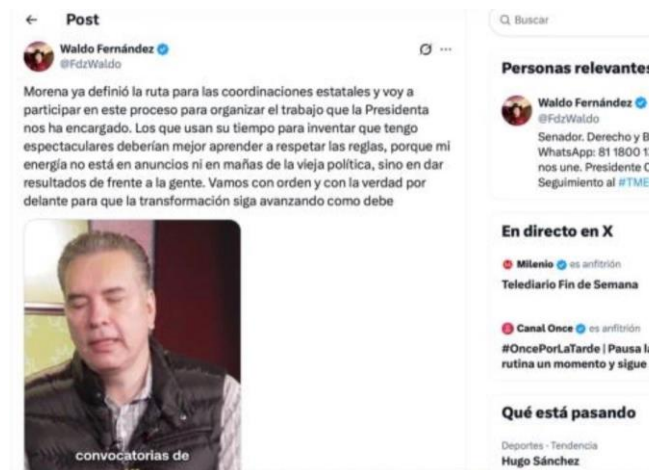 ← Post
Waldo Fernández
@FdzWaldo
Morena ya definió la ruta para las coordinaciones estatales y voy a
participar en este proceso para organizar el trabajo que la Presidenta
nos ha encargado. Los que usan su tiempo para inventar que tengo
espectaculares deberían mejor aprender a respetar las reglas, porque mi
energía no está en anuncios ni en mañas de la vieja política, sino en dar
resultados de frente a la gente. Vamos con orden y con la verdad por
delante para que la transformación siga avanzando como debe
convocatorias de
Buscar
Personas relevantes
Waldo Fernández
@FdzWaldo
Senador. Derecho y B
WhatsApp: 81 1800 1
nos une. Presidente C
Seguimiento al #TME
En directo en X
Milenio es anfitrión
Telediario Fin de Semana
Canal Once es anfitrión
#OncePorLaTarde | Pausa la
rutina un momento y sigue
Qué está pasando
Deportes · Tendencia
Hugo Sánchez